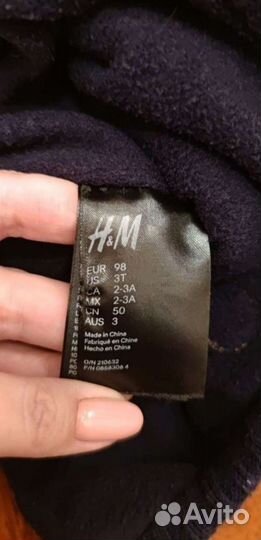 H&M
EUR 98
US 3T
CA 2-3A
MX 2-3A
CN 50
AUS 3
Made in China
Fabriqué en Chine
Hecho en China
O/N 210632
P/N 0858306 4
Avito